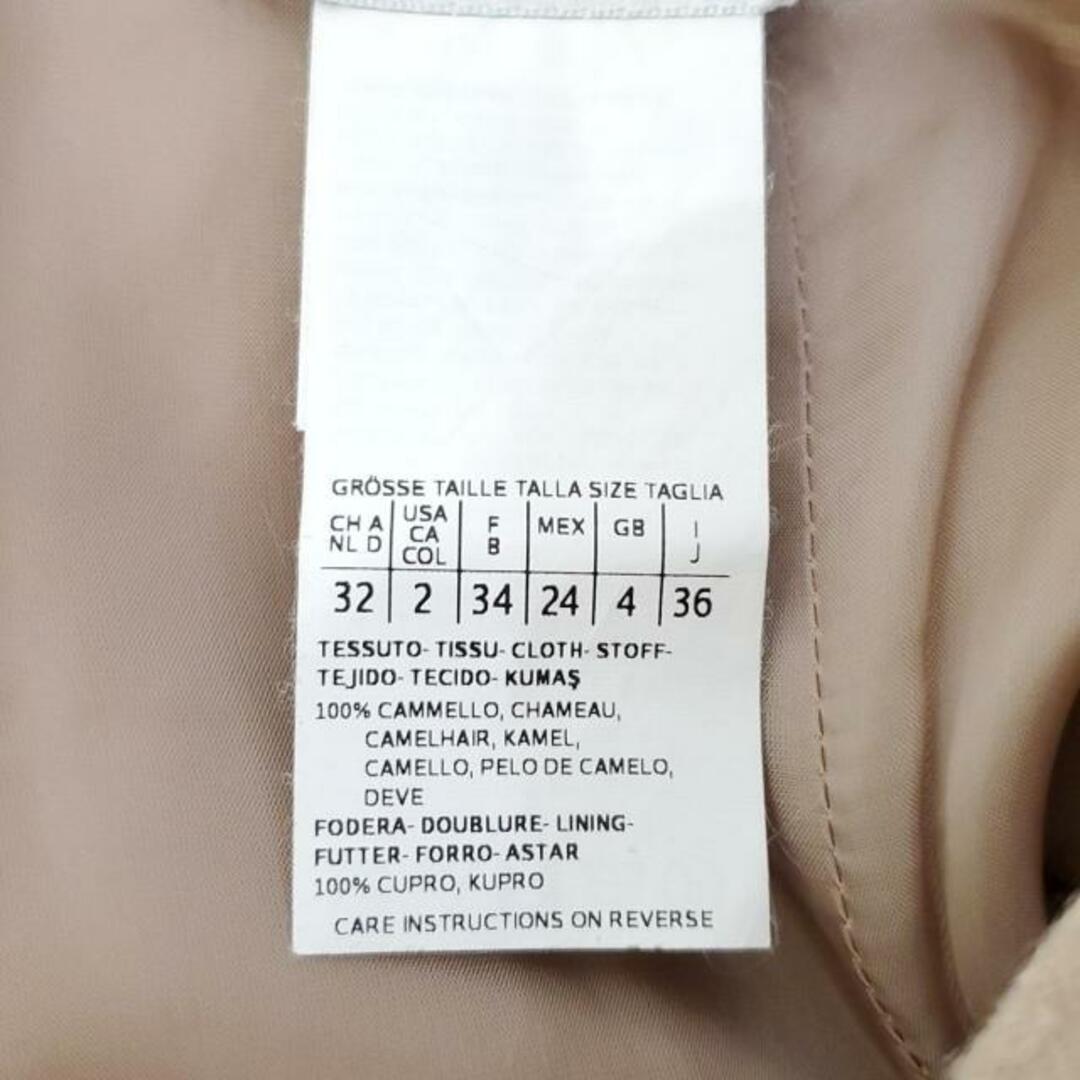 GRÖSSE TAILLE TALLA SIZE TAGLIA
CH A NL D | USA CA COL | F B | MEX | GB | I J
32 | 2 | 34 | 24 | 4 | 36
TESSUTO- TISSU- CLOTH- STOFF-
TEJIDO- TECIDO- KUMAŞ
100% CAMMELLO, CHAMEAU,
CAMELHAIR, KAMEL,
CAMELLO, PELO DE CAMELO,
DEVE
FODERA- DOUBLURE- LINING-
FUTTER- FORRO- ASTAR
100% CUPRO, KUPRO
CARE INSTRUCTIONS ON REVERSE